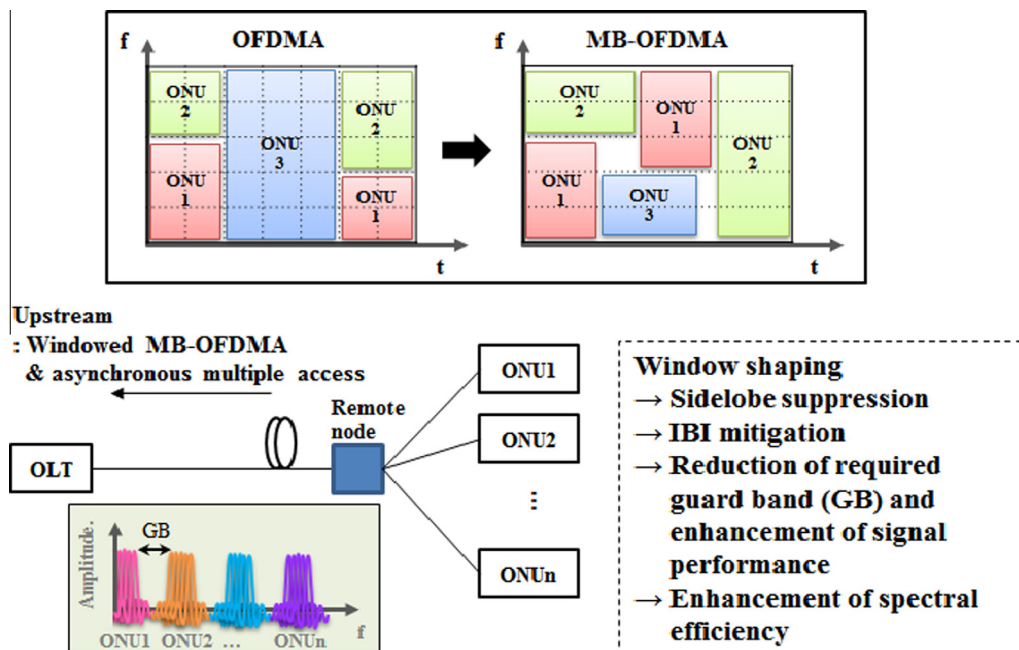 OFDMA
MB-OFDMA
f
ONU
2
ONU
1
ONU
3
ONU
2
ONU
1
t
f
ONU
2
ONU
1
ONU
1
ONU
3
ONU
2
t
Upstream
: Windowed MB-OFDMA
& asynchronous multiple access
Remote
node
OLT
ONU1
ONU2
⋮
ONUn
Amplitude.
GB
ONU1
ONU2
...
ONUn
Window shaping
→ Sidelobe suppression
→ IBI mitigation
→ Reduction of required
guard band (GB) and
enhancement of signal
performance
→ Enhancement of spectral
efficiency